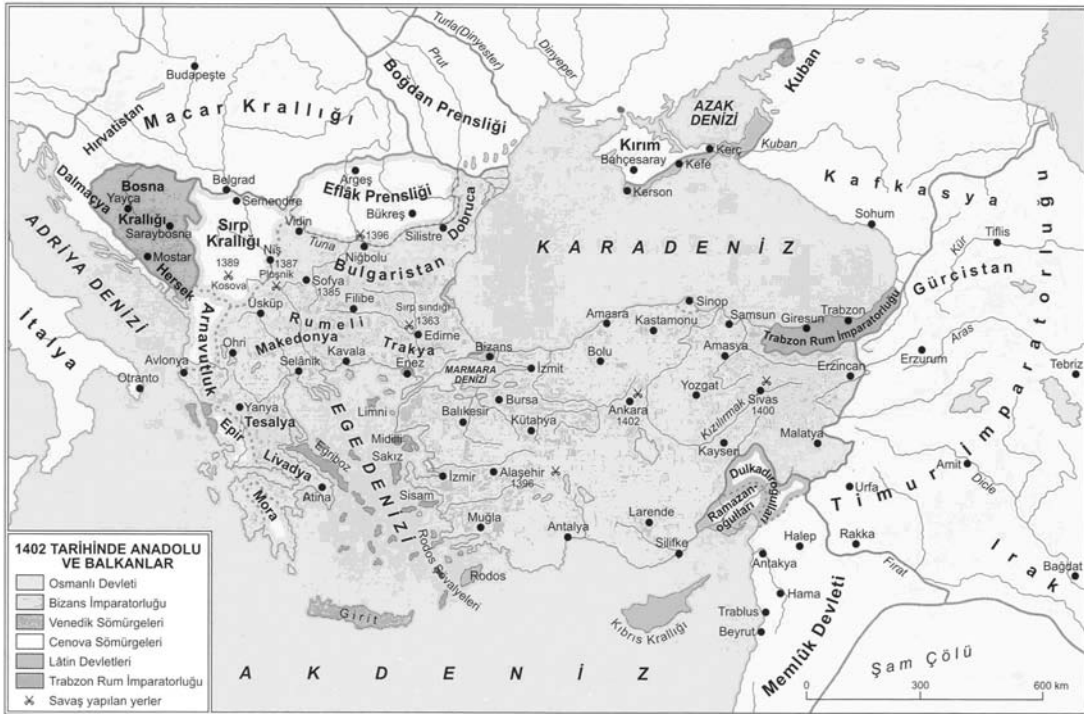 Budapeşte
Hırvatistan
Macar Krallığı
Boğdan Prensliği
Prut
Turla(Dinyester)
Dinyeper
AZAK
DENİZİ
Kuban
Kuban
Kırım
Bahçesaray
Kerç
Kefe
Kerson
Kafkasya
Sohum
Kür
Tiflis
Gürcistan
Aras
Erzurum
Tebriz
Dalmaçya
Bosna
Yayça
Krallığı
Saraybosna
Mostar
Hersek
Belgrad
Semendire
Sırp
Krallığı
Argeş
Eflâk Prensliği
Bükreş
Dobruca
Vidin
Tuna
1396
Niğbolu
Silistre
Bulgaristan
Niş
1387
Ploşnik
1389
Kosova
Sofya
1385
ADRİYA DENİZİ
İtalya
Otranto
Avlonya
Arnavutluk
Üsküp
Filibe
Rumeli
Sırp sındığı
1363
Edirne
Makedonya
Trakya
Ohri
Selânik
Kavala
Enez
KARADENİZ
Sinop
Amasra
Kastamonu
Samsun
Giresun
Trabzon
Trabzon Rum İmparatorluğu
Bizans
MARMARA
DENİZİ
İzmit
Bolu
Amasya
Erzincan
Yozgat
Sivas
1400
Bursa
Balıkesir
Kütahya
Ankara
1402
Kızılırmak
Kayseri
Malatya
Yanya
Tesalya
Epir
Limni
Midilli
Sakız
EGE DENİZİ
Eğriboz
Livadya
Atina
Mora
İzmir
Alaşehir
1396
Sisam
Muğla
Antalya
Larende
Silifke
Dulkadıroğulları
Ramazan-
oğulları
Amit
Dicle
Urfa
Timur İmparatorluğu
Irak
Bağdat
Rakka
Fırat
Halep
Antakya
Hama
Trablus
Beyrut
Memlûk Devleti
Şam Çölü
Rodos Şövalyeleri
Rodos
Girit
Kıbrıs Krallığı
AKDENİZ
0 300 600 km
1402 TARİHİNDE ANADOLU
VE BALKANLAR
Osmanlı Devleti
Bizans İmparatorluğu
Venedik Sömürgeleri
Cenova Sömürgeleri
Lâtin Devletleri
Trabzon Rum İmparatorluğu
Savaş yapılan yerler